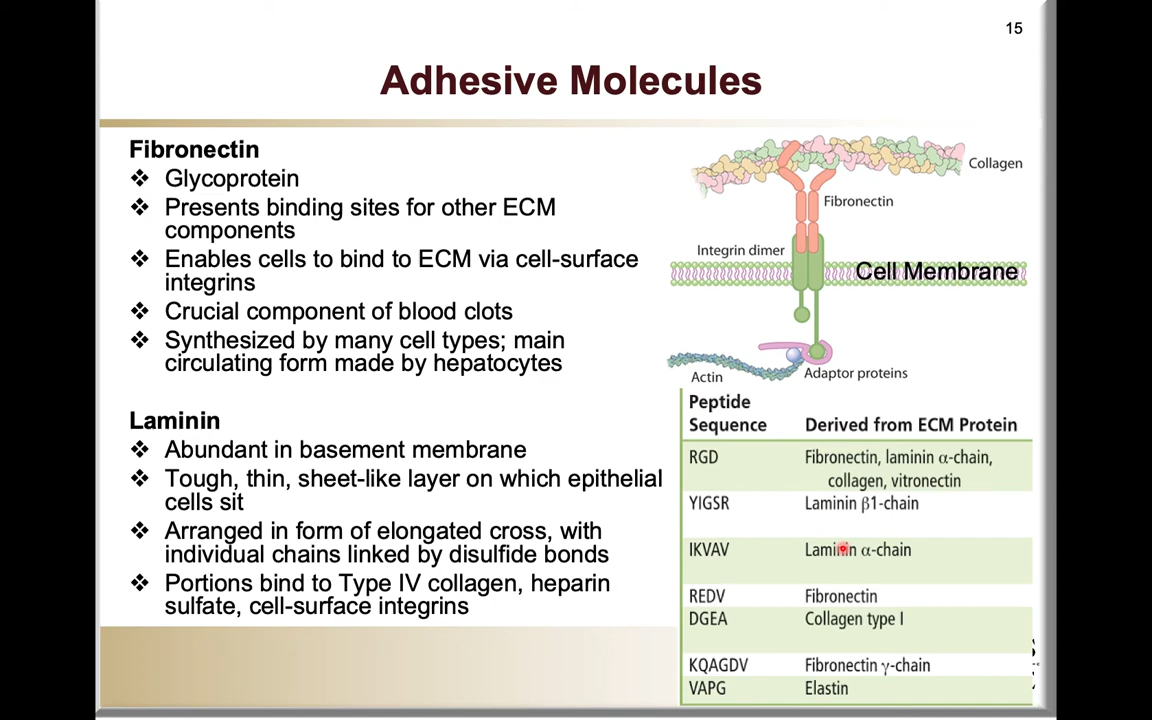 15
Adhesive Molecules
Fibronectin
❖ Glycoprotein
❖ Presents binding sites for other ECM
components
❖ Enables cells to bind to ECM via cell-surface
integrins
❖ Crucial component of blood clots
❖ Synthesized by many cell types; main
circulating form made by hepatocytes
Laminin
❖ Abundant in basement membrane
❖ Tough, thin, sheet-like layer on which epithelial
cells sit
❖ Arranged in form of elongated cross, with
individual chains linked by disulfide bonds
❖ Portions bind to Type IV collagen, heparin
sulfate, cell-surface integrins
Collagen
Fibronectin
Integrin dimer
Cell Membrane
Actin
Adaptor proteins
Peptide
Sequence Derived from ECM Protein
RGD Fibronectin, laminin α-chain,
collagen, vitronectin
YIGSR Laminin β1-chain
IKVAV Laminin α-chain
REDV Fibronectin
DGEA Collagen type I
KQAGDV Fibronectin γ-chain
VAPG Elastin